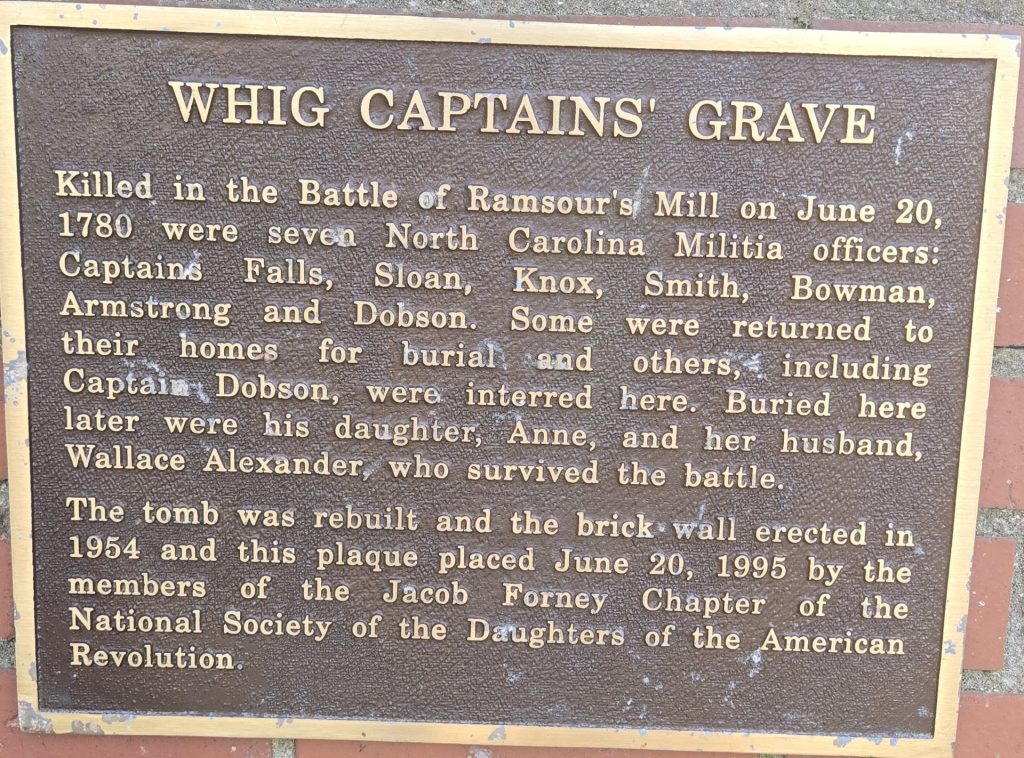 WHIG CAPTAINS' GRAVE
Killed in the Battle of Ramsour's Mill on June 20,
1780 were seven North Carolina Militia officers:
Captains Falls, Sloan, Knox, Smith, Bowman,
Armstrong and Dobson. Some were returned to
their homes for burial and others, including
Captain Dobson, were interred here. Buried here
later were his daughter, Anne, and her husband,
Wallace Alexander, who survived the battle.
The tomb was rebuilt and the brick wall erected in
1954 and this plaque placed June 20, 1995 by the
members of the Jacob Forney Chapter of the
National Society of the Daughters of the American
Revolution.